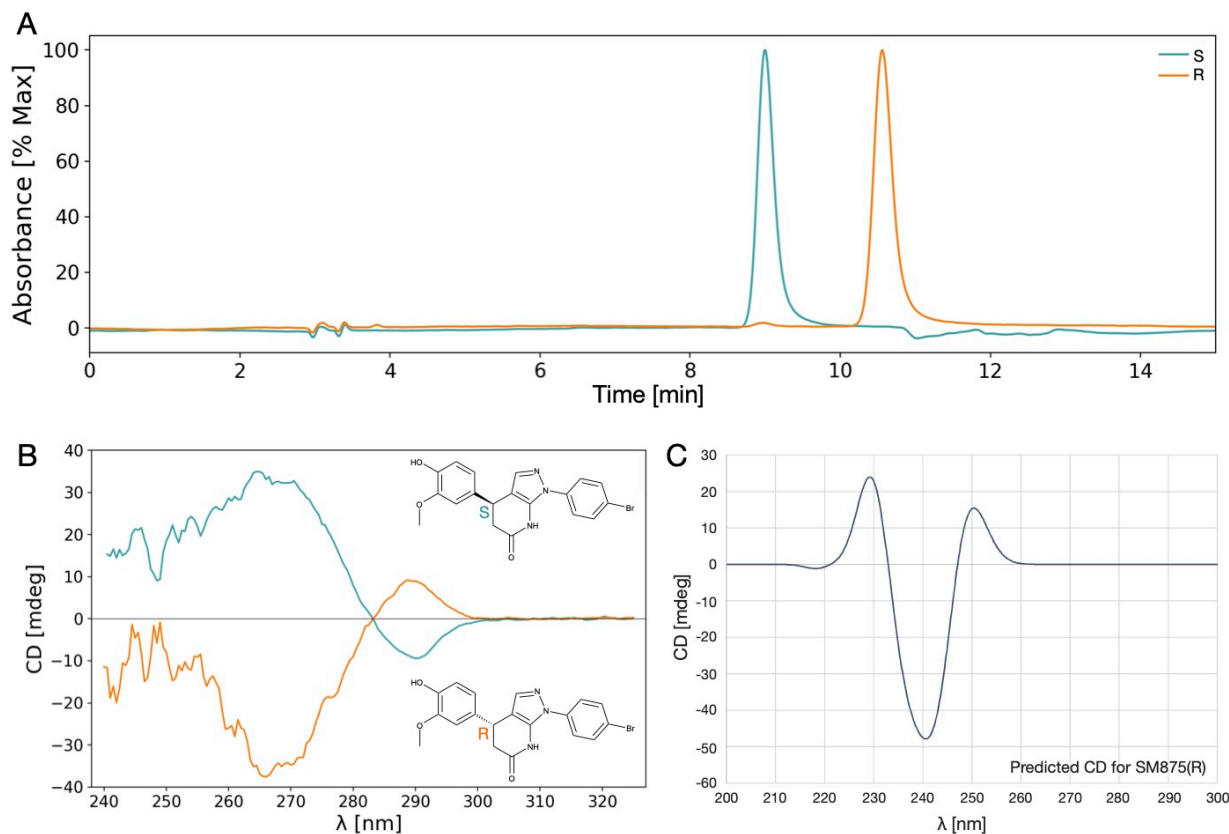 A
Absorbance [% Max]
100
80
60
40
20
0
S
R
0 2 4 6 8 10 12 14
Time [min]
B
CD [mdeg]
40
30
20
10
0
−10
−20
−30
−40
HO
O
S
O
NH
N
N
Br
HO
O
R
O
NH
N
N
Br
240 250 260 270 280 290 300 310 320
λ [nm]
C
CD [mdeg]
30
20
10
0
-10
-20
-30
-40
-50
-60
Predicted CD for SM875(R)
200 210 220 230 240 250 260 270 280 290 300
λ [nm]